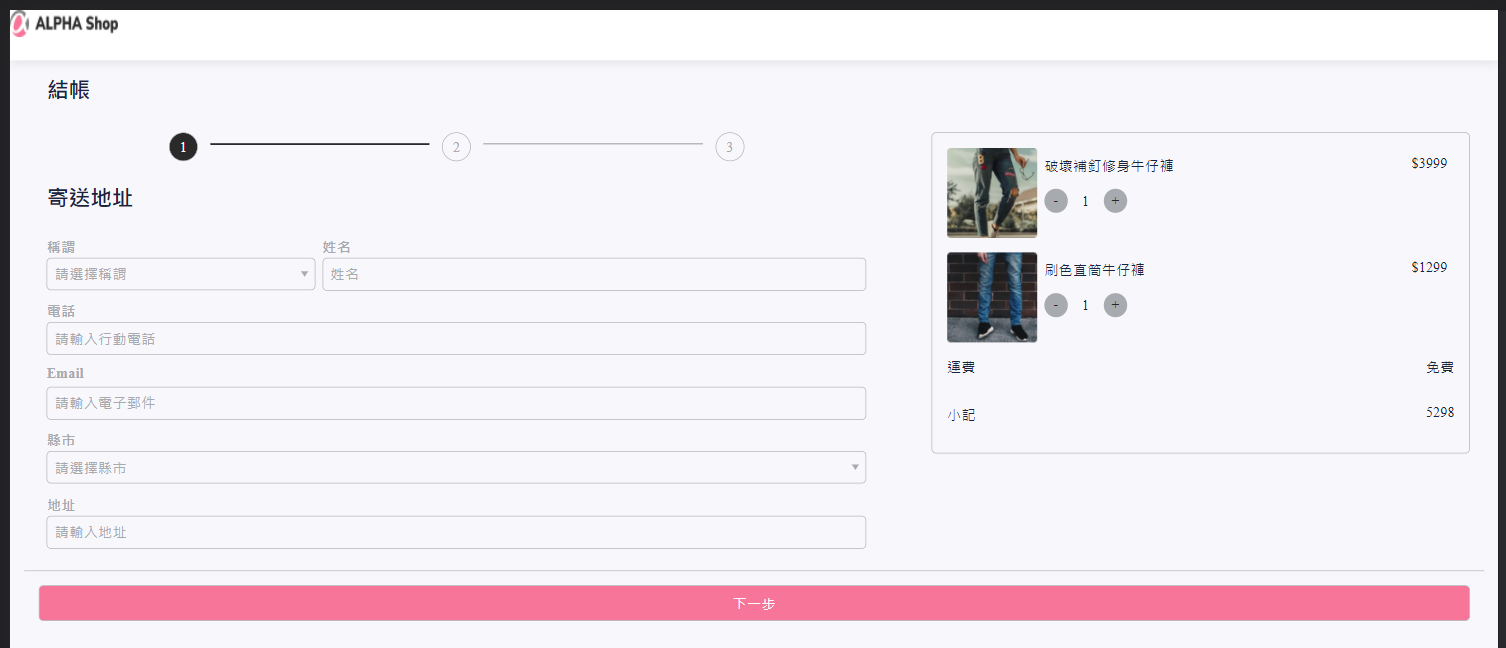 ALPHA Shop
結帳
1 2 3
寄送地址
稱謂 姓名
請選擇稱謂 姓名
電話
請輸入行動電話
Email
請輸入電子郵件
縣市
請選擇縣市
地址
請輸入地址
破壞補釘修身牛仔褲 $3999
- 1 +
刷色直筒牛仔褲 $1299
- 1 +
運費 免費
小記 5298
下一步